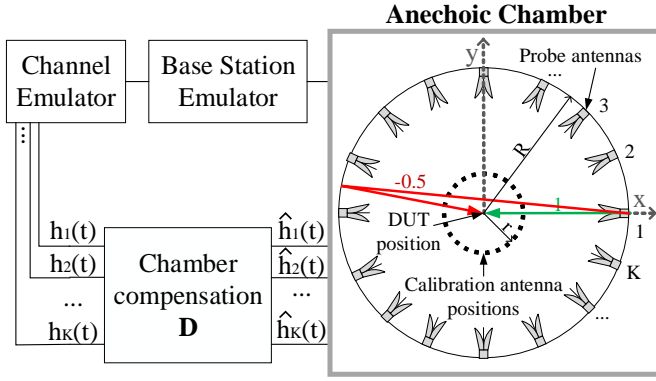 Anechoic Chamber
Channel
Emulator
Base Station
Emulator
y
...
Probe antennas
3
2
R
-0.5
1
x
1
DUT
position
r
K
Calibration antenna
positions
...
...
h1(t)
h2(t)
...
hK(t)
Chamber
compensation
D
ĥ1(t)
ĥ2(t)
...
ĥK(t)